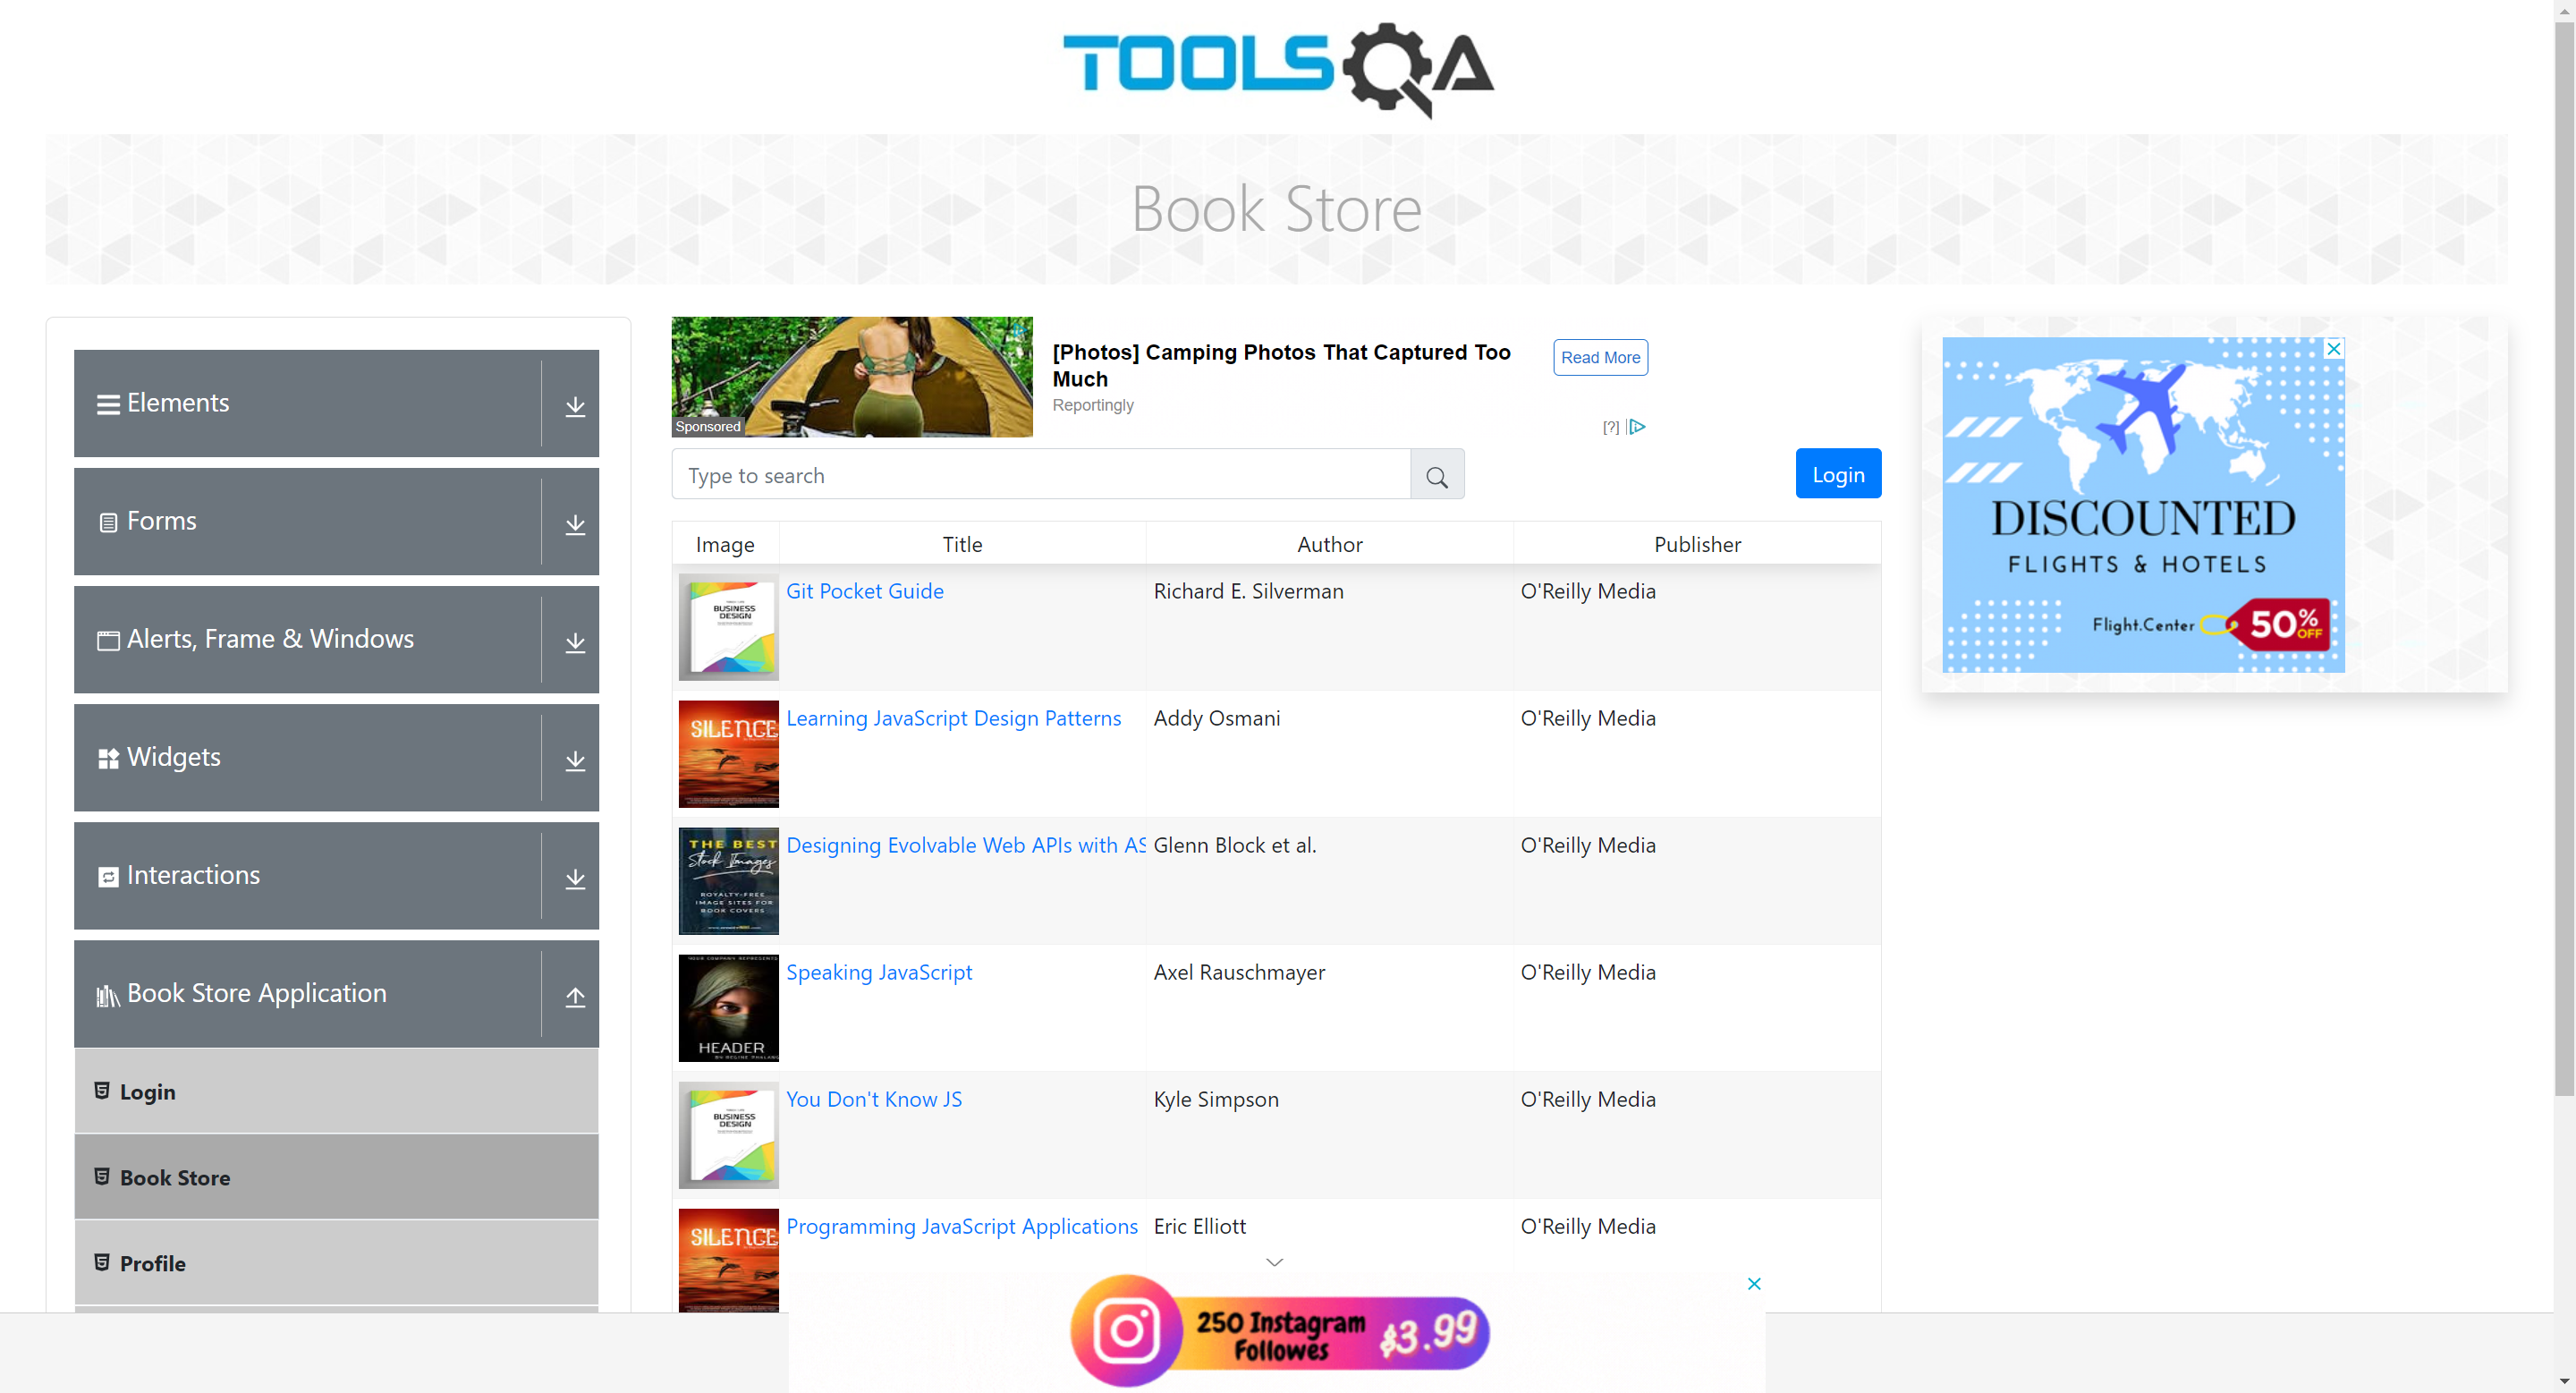 TOOLSQA
Book Store
Elements
Forms
Alerts, Frame & Windows
Widgets
Interactions
Book Store Application
Login
Book Store
Profile
Sponsored
[Photos] Camping Photos That Captured Too
Much
Reportingly
Read More
[?]
Type to search
Login
Image Title Author Publisher
BUSINESS
DESIGN
Git Pocket Guide Richard E. Silverman O'Reilly Media
SILENCE
Learning JavaScript Design Patterns Addy Osmani O'Reilly Media
THE BEST
Stock Images
ROYALTY-FREE
IMAGE SITES FOR
BOOK COVERS
Designing Evolvable Web APIs with AS Glenn Block et al. O'Reilly Media
YOUR COMPANY REPRESENTS
HEADER
Speaking JavaScript Axel Rauschmayer O'Reilly Media
BUSINESS
DESIGN
You Don't Know JS Kyle Simpson O'Reilly Media
SILENCE
Programming JavaScript Applications Eric Elliott O'Reilly Media
DISCOUNTED
FLIGHTS & HOTELS
Flight.Center
50%
OFF
250 Instagram
Followes
$3.99